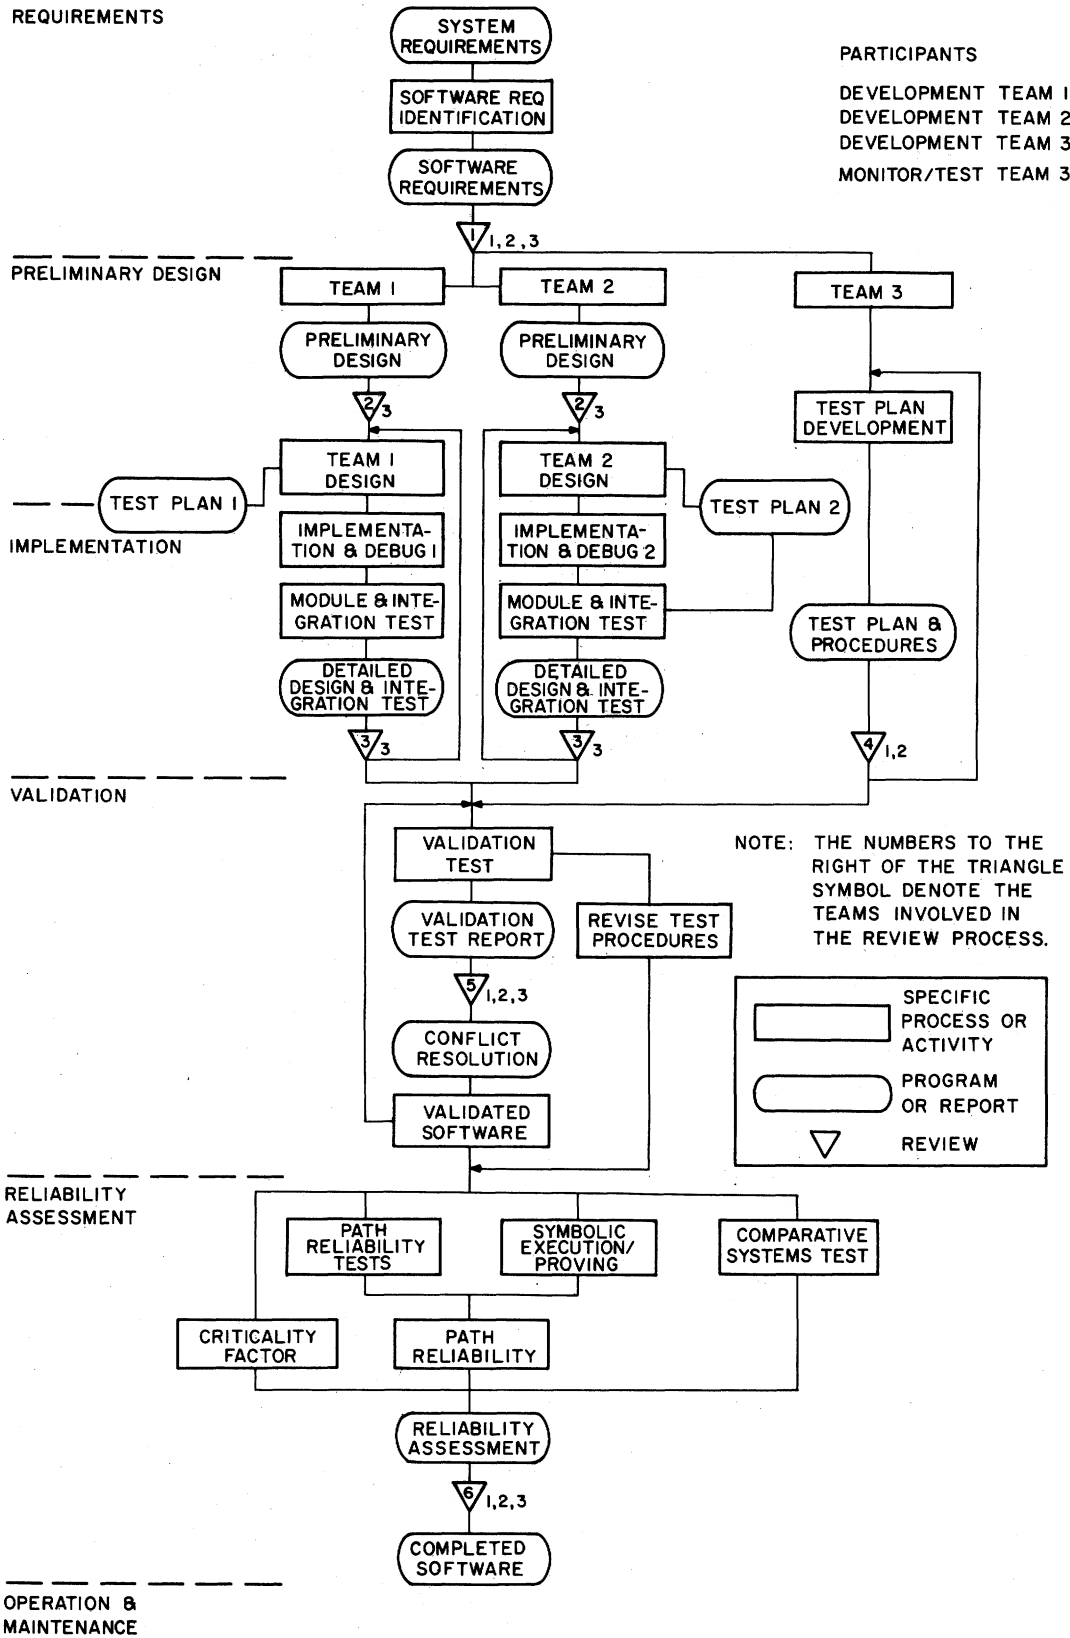 REQUIREMENTS
SYSTEM
REQUIREMENTS
PARTICIPANTS
DEVELOPMENT TEAM 1
DEVELOPMENT TEAM 2
DEVELOPMENT TEAM 3
MONITOR/TEST TEAM 3
SOFTWARE REQ
IDENTIFICATION
SOFTWARE
REQUIREMENTS
1
1,2,3
PRELIMINARY DESIGN
TEAM 1
TEAM 2
TEAM 3
PRELIMINARY
DESIGN
PRELIMINARY
DESIGN
2
3
2
3
TEST PLAN
DEVELOPMENT
TEAM 1
DESIGN
TEAM 2
DESIGN
TEST PLAN 1
TEST PLAN 2
IMPLEMENTATION
IMPLEMENTA-
TION & DEBUG 1
IMPLEMENTA-
TION & DEBUG 2
MODULE & INTE-
GRATION TEST
MODULE & INTE-
GRATION TEST
TEST PLAN &
PROCEDURES
DETAILED
DESIGN & INTE-
GRATION TEST
DETAILED
DESIGN & INTE-
GRATION TEST
3
3
3
3
4
1,2
VALIDATION
VALIDATION
TEST
NOTE: THE NUMBERS TO THE
RIGHT OF THE TRIANGLE
SYMBOL DENOTE THE
TEAMS INVOLVED IN
THE REVIEW PROCESS.
VALIDATION
TEST REPORT
REVISE TEST
PROCEDURES
5
1,2,3
CONFLICT
RESOLUTION
VALIDATED
SOFTWARE
SPECIFIC
PROCESS OR
ACTIVITY
PROGRAM
OR REPORT
REVIEW
RELIABILITY
ASSESSMENT
PATH
RELIABILITY
TESTS
SYMBOLIC
EXECUTION/
PROVING
COMPARATIVE
SYSTEMS TEST
CRITICALITY
FACTOR
PATH
RELIABILITY
RELIABILITY
ASSESSMENT
6
1,2,3
COMPLETED
SOFTWARE
OPERATION &
MAINTENANCE